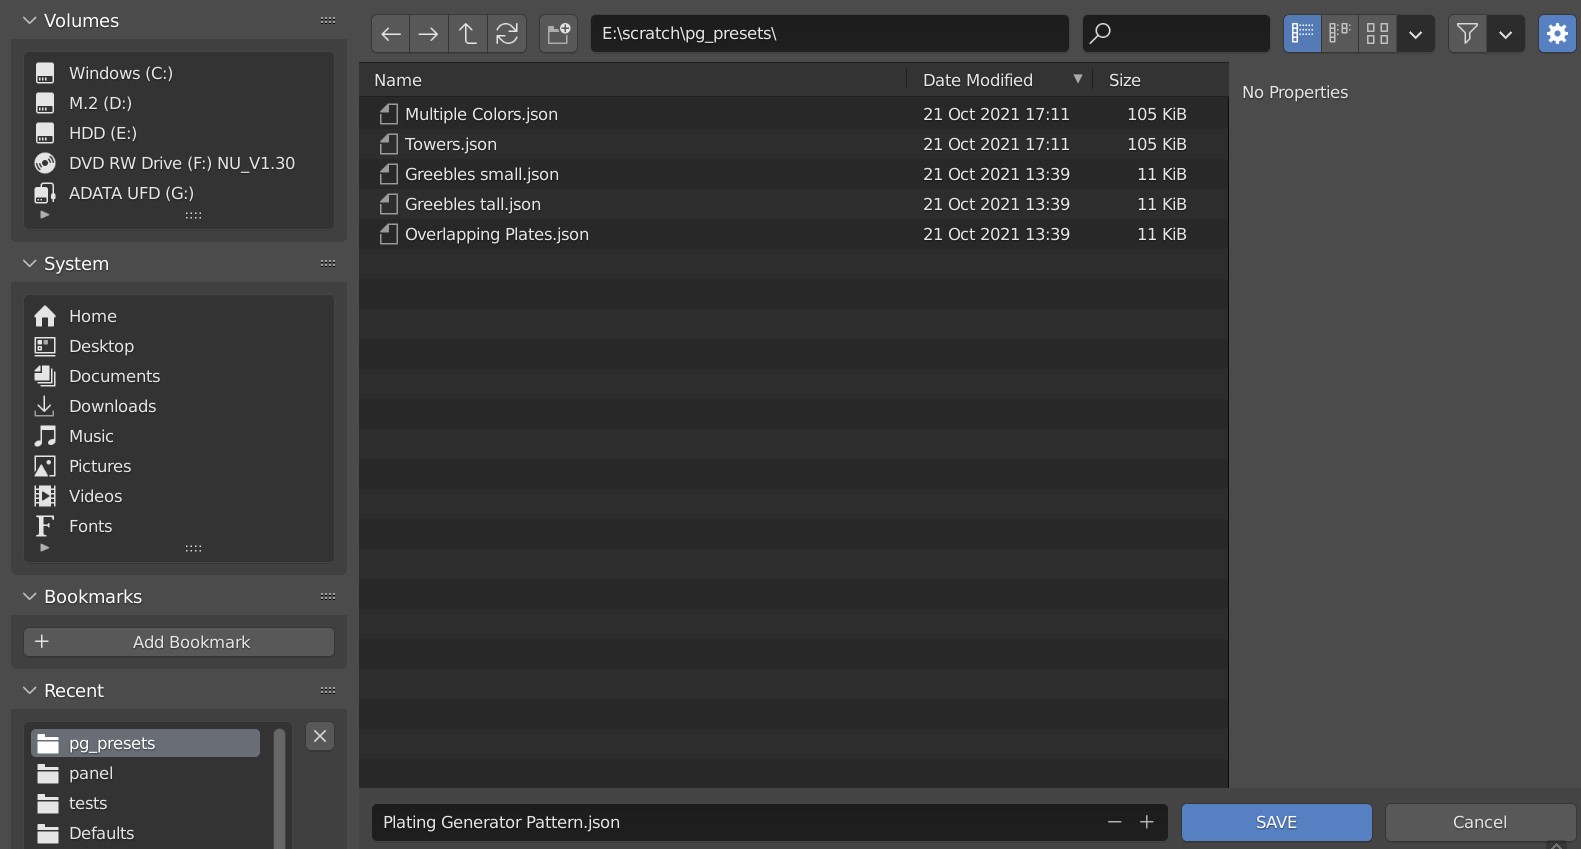 Volumes
Windows (C:)
M.2 (D:)
HDD (E:)
DVD RW Drive (F:) NU_V1.30
ADATA UFD (G:)
System
Home
Desktop
Documents
Downloads
Music
Pictures
Videos
Fonts
Bookmarks
Add Bookmark
Recent
pg_presets
panel
tests
Defaults
E:\scratch\pg_presets\
Name Date Modified Size
Multiple Colors.json 21 Oct 2021 17:11 105 KiB
Towers.json 21 Oct 2021 17:11 105 KiB
Greebles small.json 21 Oct 2021 13:39 11 KiB
Greebles tall.json 21 Oct 2021 13:39 11 KiB
Overlapping Plates.json 21 Oct 2021 13:39 11 KiB
No Properties
Plating Generator Pattern.json
SAVE
Cancel